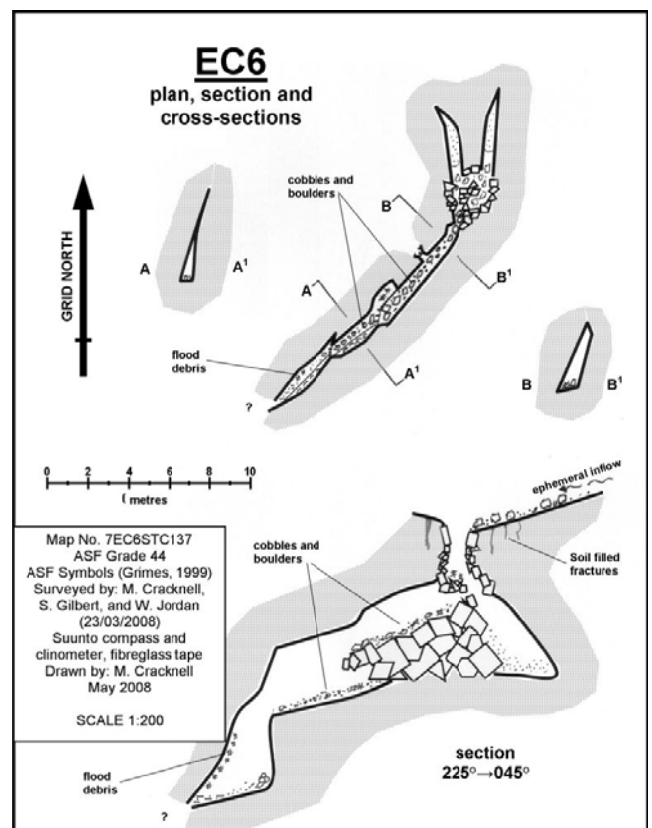 EC6
plan, section and
cross-sections
GRID NORTH
cobbies and
boulders
B
B¹
A
A¹
A
A¹
B
B¹
flood
debris
?
0 2 4 6 8 10
metres
ephemeral inflow
Soil filled
fractures
cobbles and
boulders
Map No. 7EC6STC137
ASF Grade 44
ASF Symbols (Grimes, 1999)
Surveyed by: M. Cracknell,
S. Gilbert, and W. Jordan
(23/03/2008)
Suunto compass and
clinometer, fibreglass tape
Drawn by: M. Cracknell
May 2008
SCALE 1:200
flood
debris
?
section
225°→045°